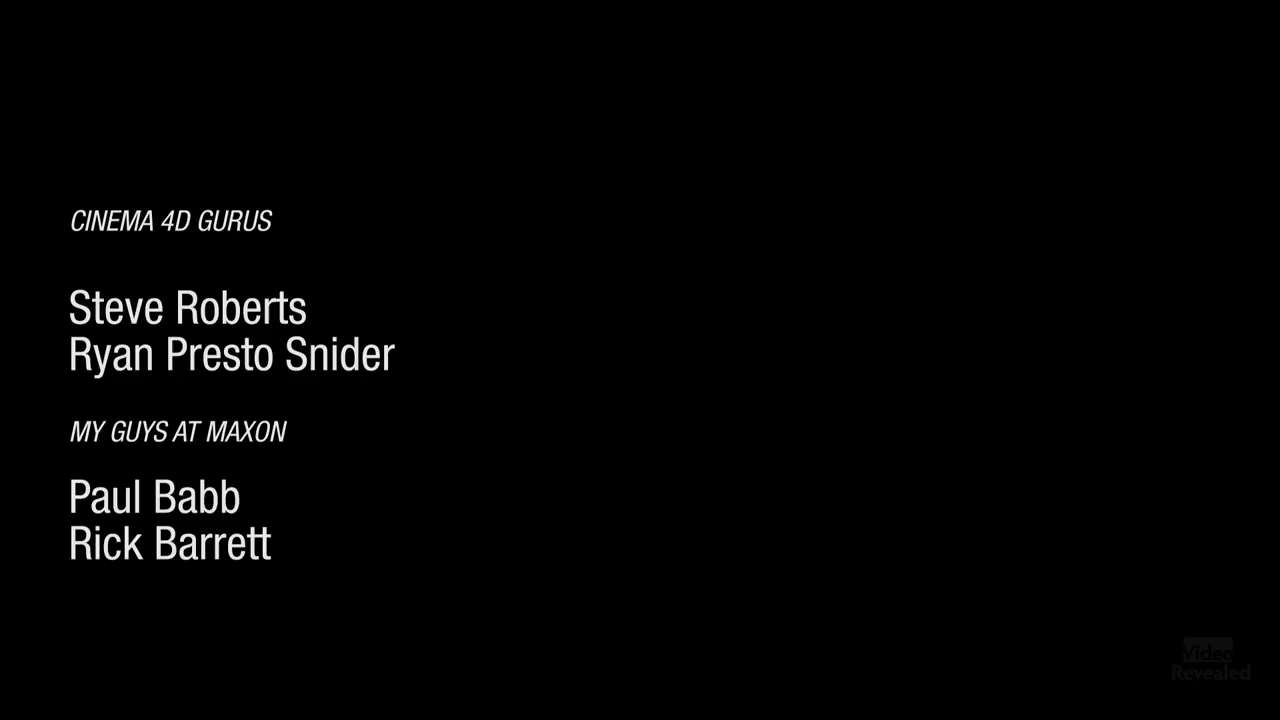 CINEMA 4D GURUS
Steve Roberts
Ryan Presto Snider
MY GUYS AT MAXON
Paul Babb
Rick Barrett
Video
Revealed